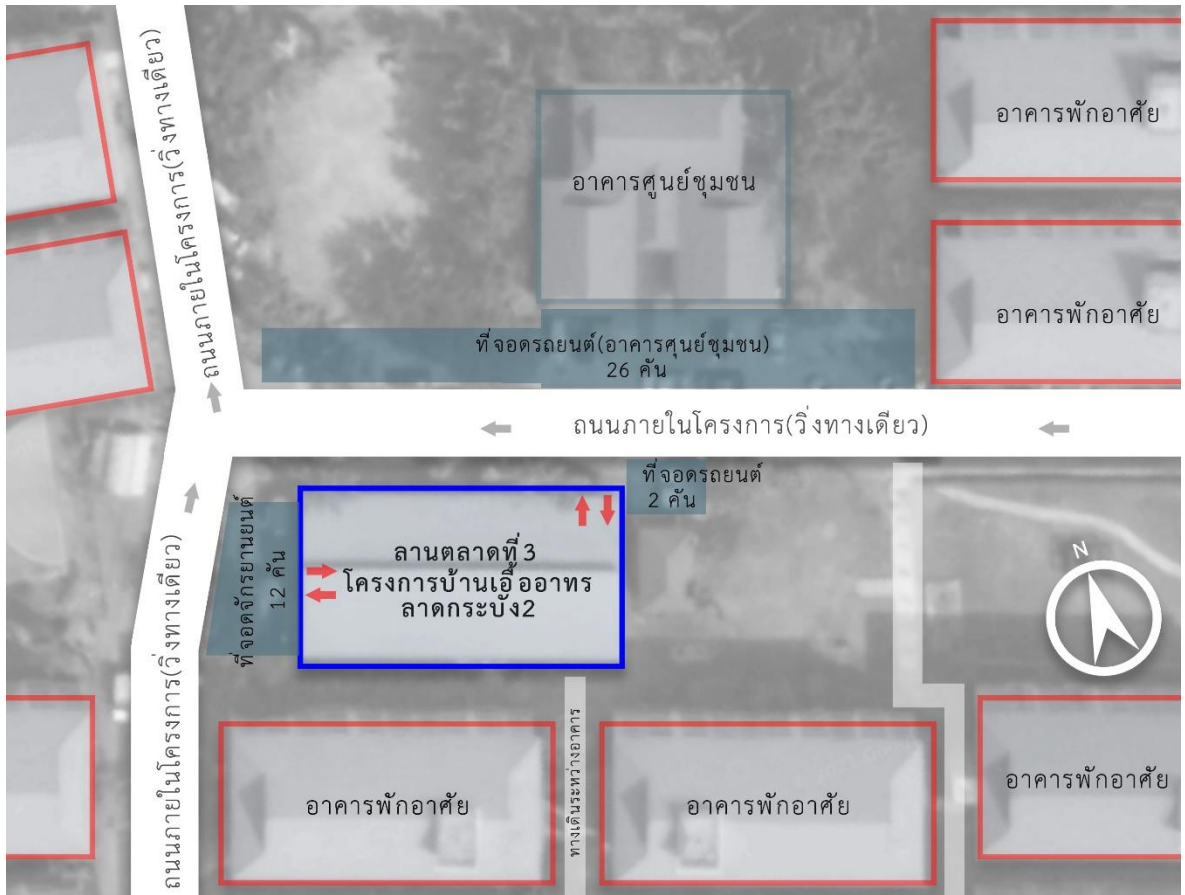 ถนนภายในโครงการ(วิ่งทางเดียว)
อาคารพักอาศัย
อาคารศูนย์ชุมชน
อาคารพักอาศัย
ที่จอดรถยนต์(อาคารศูนย์ชุมชน)
26 คัน
ถนนภายในโครงการ(วิ่งทางเดียว)
ที่จอดรถยนต์
2 คัน
ที่จอดจักรยานยนต์
12 คัน
ลานตลาดที่3
โครงการบ้านเอื้ออาทร
ลาดกระบัง2
N
ถนนภายในโครงการ(วิ่งทางเดียว)
ทางเดินระหว่างอาคาร
อาคารพักอาศัย
อาคารพักอาศัย
อาคารพักอาศัย